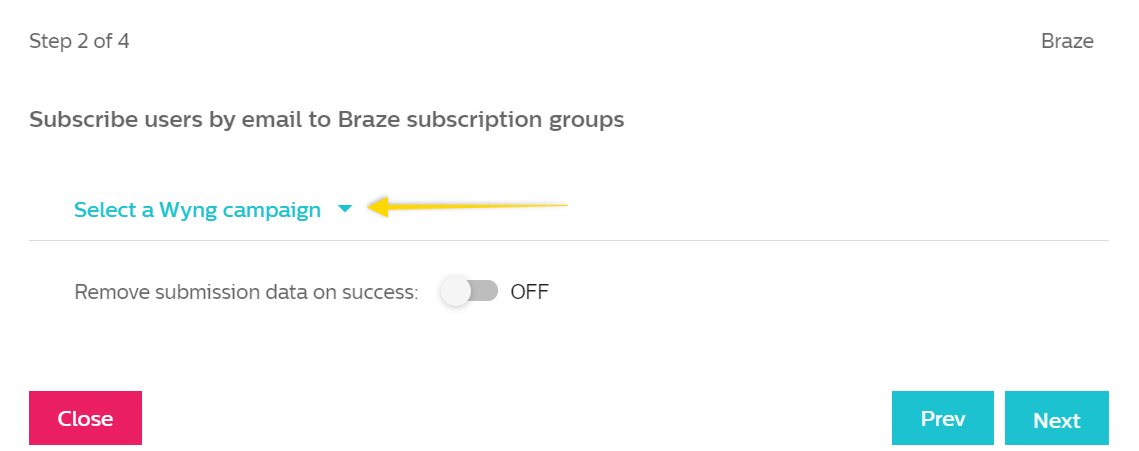 Step 2 of 4
Braze
Subscribe users by email to Braze subscription groups
Select a Wyng campaign
Remove submission data on success:
OFF
Close
Prev
Next